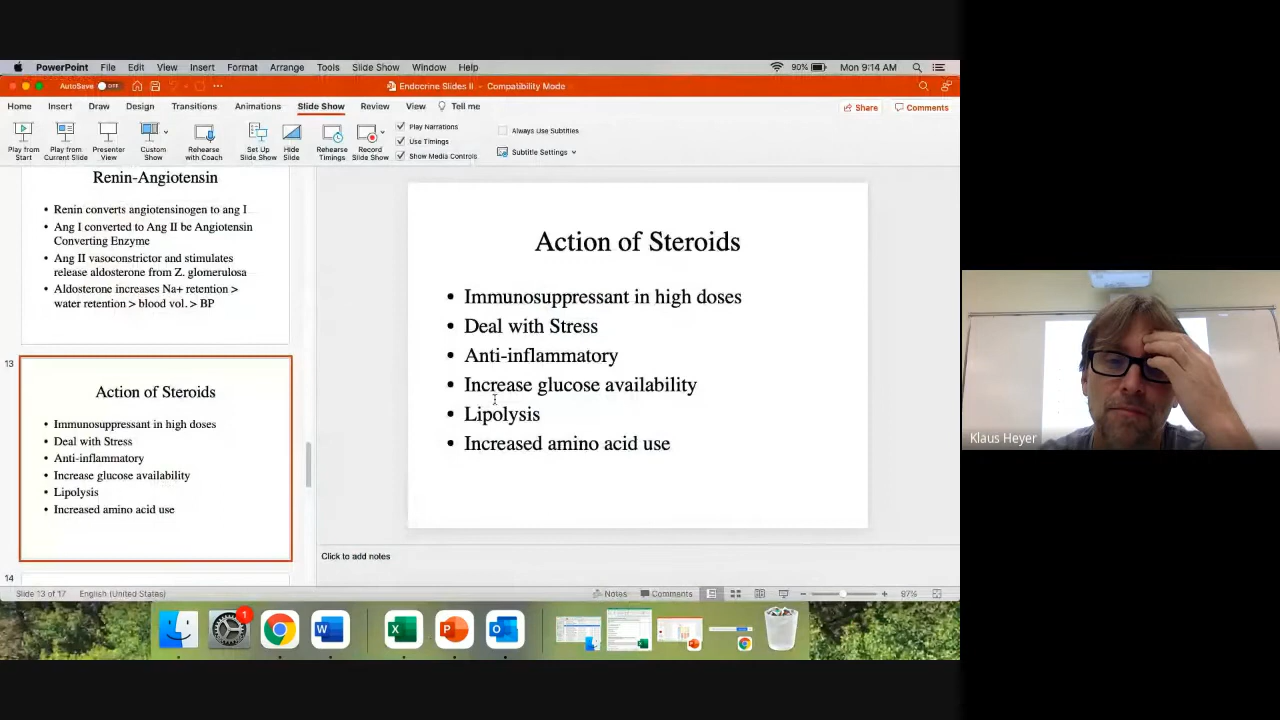 PowerPoint File Edit View Insert Format Arrange Tools Slide Show Window Help 90% Mon 9:14 AM
AutoSave OFF Endocrine Slides II - Compatibility Mode
Home Insert Draw Design Transitions Animations Slide Show Review View Tell me Share Comments
Play from Start
Play from Current Slide
Presenter View
Custom Show
Rehearse with Coach
Set Up Slide Show
Hide Slide
Rehearse Timings
Record Slide Show
Play Narrations
Use Timings
Show Media Controls
Always Use Subtitles
Subtitle Settings
Renin-Angiotensin
• Renin converts angiotensinogen to ang I
• Ang I converted to Ang II be Angiotensin
Converting Enzyme
• Ang II vasoconstrictor and stimulates
release aldosterone from Z. glomerulosa
• Aldosterone increases Na+ retention >
water retention > blood vol. > BP
13
Action of Steroids
• Immunosuppressant in high doses
• Deal with Stress
• Anti-inflammatory
• Increase glucose availability
• Lipolysis
• Increased amino acid use
14
Action of Steroids
• Immunosuppressant in high doses
• Deal with Stress
• Anti-inflammatory
• Increase glucose availability
• Lipolysis
• Increased amino acid use
Click to add notes
Slide 13 of 17 English (United States) Notes Comments 97%
1
W X P O
Klaus Heyer